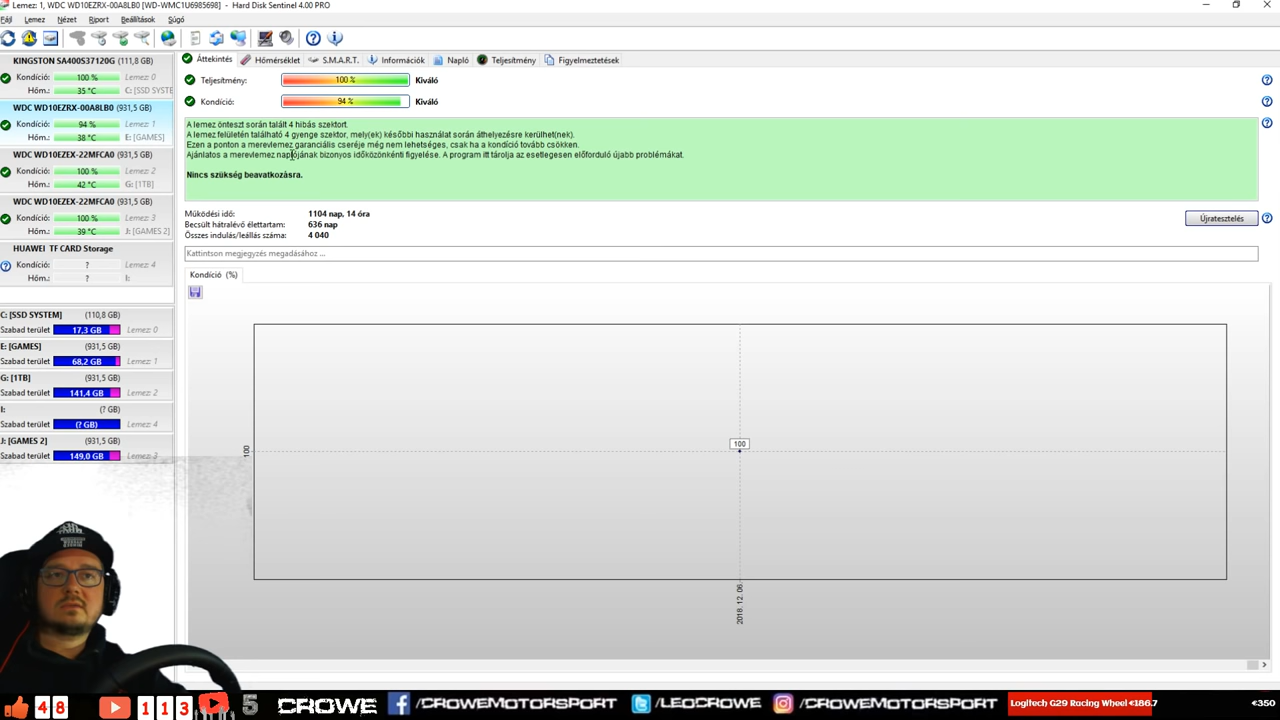 Lemez: 1, WDC WD10EZRX-00A8LB0 [WD-WMC1U6985698] - Hard Disk Sentinel 4.00 PRO
Fájl Lemez Nézet Riport Beállítások Súgó
KINGSTON SA400S37120G (111,8 GB)
Kondíció: 100 % Lemez: 0
Hőm.: 35 °C C: [SSD SYSTE
WDC WD10EZRX-00A8LB0 (931,5 GB)
Kondíció: 94 % Lemez: 1
Hőm.: 38 °C E: [GAMES]
WDC WD10EZEX-22MFCA0 (931,5 GB)
Kondíció: 100 % Lemez: 2
Hőm.: 42 °C G: [1TB]
WDC WD10EZEX-22MFCA0 (931,5 GB)
Kondíció: 100 % Lemez: 3
Hőm.: 39 °C J: [GAMES 2]
HUAWEI TF CARD Storage
Kondíció: ? Lemez: 4
Hőm.: ? I:
C: [SSD SYSTEM] (110,8 GB)
Szabad terület 17,3 GB Lemez: 0
E: [GAMES] (931,5 GB)
Szabad terület 68,2 GB Lemez: 1
G: [1TB] (931,5 GB)
Szabad terület 141,4 GB Lemez: 2
I: (? GB)
Szabad terület (? GB) Lemez: 4
J: [GAMES 2] (931,5 GB)
Szabad terület 149,0 GB Lemez: 3
Áttekintés Hőmérséklet S.M.A.R.T. Információk Napló Teljesítmény Figyelmeztetések
Teljesítmény: 100 % Kiváló
Kondíció: 94 % Kiváló
A lemez önteszt során talált 4 hibás szektort.
A lemez felületén található 4 gyenge szektor, mely(ek) későbbi használat során áthelyezésre kerülhet(nek).
Ezen a ponton a merevlemez garanciális cseréje még nem lehetséges, csak ha a kondíció tovább csökken.
Ajánlatos a merevlemez naplójának bizonyos időközönkénti figyelése. A program itt tárolja az esetlegesen előforduló újabb problémákat.
Nincs szükség beavatkozásra.
Működési idő: 1104 nap, 14 óra
Becsült hátralévő élettartam: 636 nap
Összes indulás/leállás száma: 4 040
Újratesztelés
Kattintson megjegyzés megadásához ...
Kondíció (%)
100
100
2018. 12. 06.
48 113 5 CROWE /CROWEMOTORSPORT /LEOCROWE /CROWEMOTORSPORT Logitech G29 Racing Wheel €186.7 €350